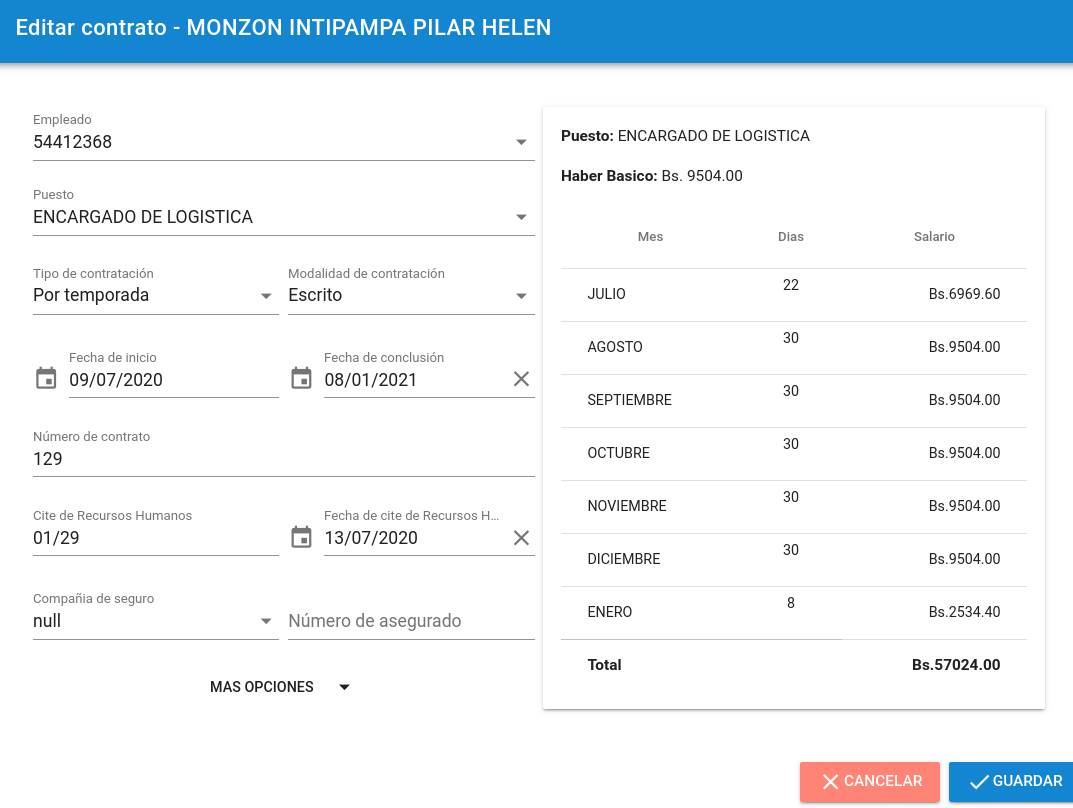 Editar contrato - MONZON INTIPAMPA PILAR HELEN
Empleado
54412368
Puesto
ENCARGADO DE LOGISTICA
Tipo de contratación
Por temporada
Modalidad de contratación
Escrito
Fecha de inicio
09/07/2020
Fecha de conclusión
08/01/2021
Número de contrato
129
Cite de Recursos Humanos
01/29
Fecha de cite de Recursos H...
13/07/2020
Compañia de seguro
null
Número de asegurado
MAS OPCIONES
Puesto: ENCARGADO DE LOGISTICA
Haber Basico: Bs. 9504.00
Mes Dias Salario
JULIO 22 Bs.6969.60
AGOSTO 30 Bs.9504.00
SEPTIEMBRE 30 Bs.9504.00
OCTUBRE 30 Bs.9504.00
NOVIEMBRE 30 Bs.9504.00
DICIEMBRE 30 Bs.9504.00
ENERO 8 Bs.2534.40
Total Bs.57024.00
CANCELAR
GUARDAR